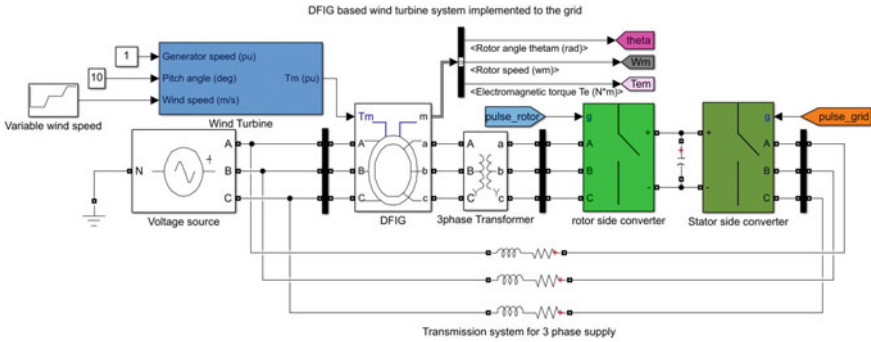 DFIG based wind turbine system implemented to the grid
1
Generator speed (pu)
10
Pitch angle (deg)
Tm (pu)
Wind speed (m/s)
Variable wind speed
Wind Turbine
<Rotor angle thetam (rad)>
theta
<Rotor speed (wm)>
Wm
<Electromagnetic torque Te (N*m)>
Tem
Tm
m
pulse_rotor
g
g
pulse_grid
N
+
A
B
C
A
B
C
a
b
c
A
B
C
a
b
c
Y
Y
A
B
C
+
-
+
-
A
B
C
Voltage source
DFIG
3phase Transformer
rotor side converter
Stator side converter
Transmission system for 3 phase supply